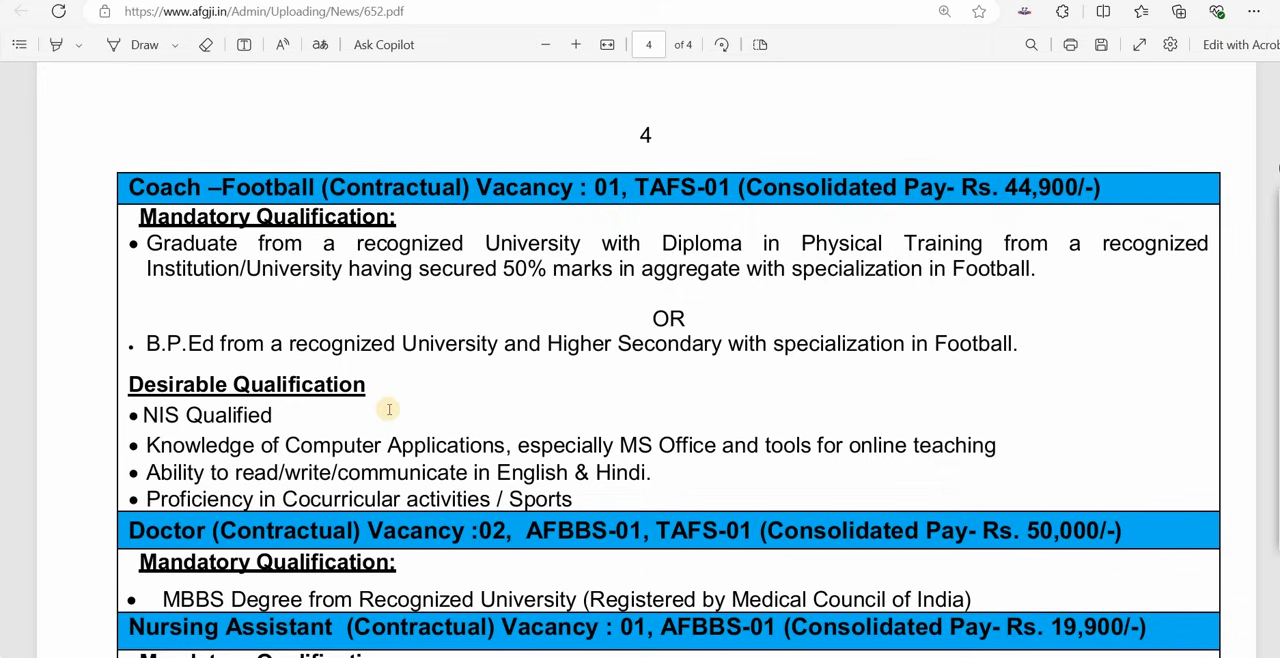 https://www.afgji.in/Admin/Uploading/News/652.pdf
Draw
Ask Copilot
4
of 4
Edit with Acrob
4
Coach –Football (Contractual) Vacancy : 01, TAFS-01 (Consolidated Pay- Rs. 44,900/-)
Mandatory Qualification:
• Graduate from a recognized University with Diploma in Physical Training from a recognized
Institution/University having secured 50% marks in aggregate with specialization in Football.
OR
• B.P.Ed from a recognized University and Higher Secondary with specialization in Football.
Desirable Qualification
• NIS Qualified
• Knowledge of Computer Applications, especially MS Office and tools for online teaching
• Ability to read/write/communicate in English & Hindi.
• Proficiency in Cocurricular activities / Sports
Doctor (Contractual) Vacancy :02, AFBBS-01, TAFS-01 (Consolidated Pay- Rs. 50,000/-)
Mandatory Qualification:
• MBBS Degree from Recognized University (Registered by Medical Council of India)
Nursing Assistant (Contractual) Vacancy : 01, AFBBS-01 (Consolidated Pay- Rs. 19,900/-)